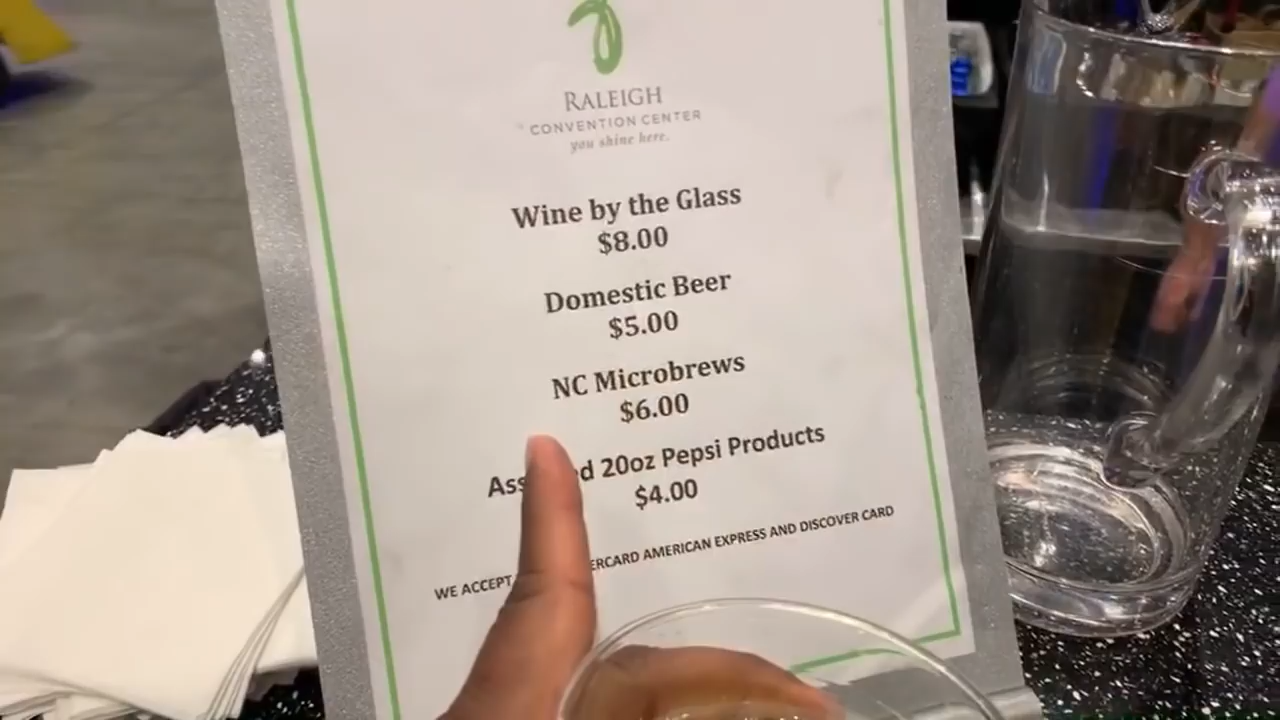 RALEIGH
CONVENTION CENTER
you shine here.
Wine by the Glass
$8.00
Domestic Beer
$5.00
NC Microbrews
$6.00
20oz Pepsi Products
$4.00
WE ACCEPT AMERICAN EXPRESS AND DISCOVER CARD